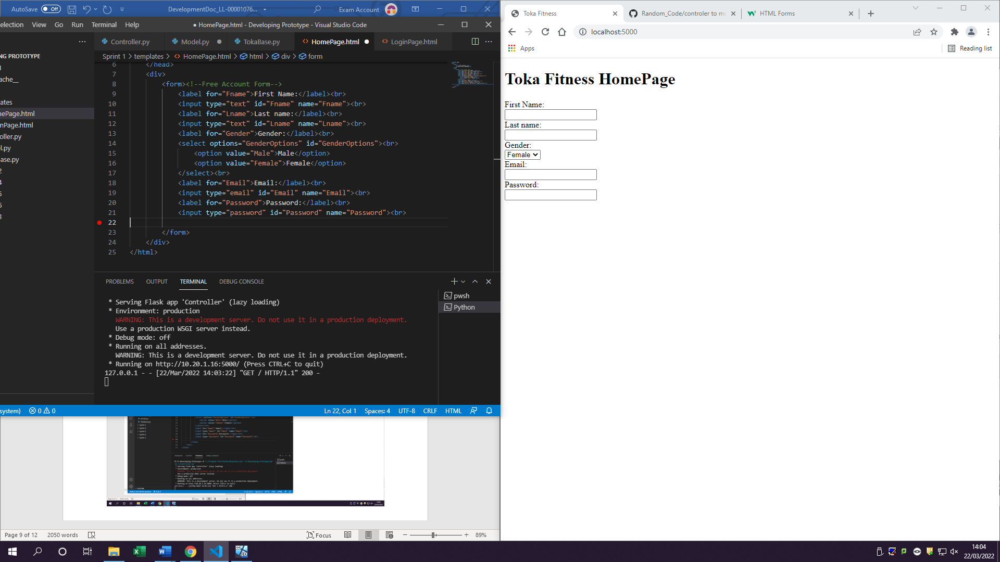 AutoSave Off DevelopmentDoc_LL-00001076... Exam Account
election View Go Run Terminal Help ● HomePage.html - Developing Prototype - Visual Studio Code
NG PROTOTYPE
ache__
ates
mePage.html
nPage.html
oller.py
l.py
ase.py
Controller.py Model.py TokaBase.py HomePage.html LoginPage.html
Sprint 1 > templates > HomePage.html > html > div > form
6 </head>
7 <div>
8 <form><!--Free Account Form-->
9 <label for="Fname">First Name:</label><br>
10 <input type="text" id="Fname" name="Fname"><br>
11 <label for="Lname">Last name:</label><br>
12 <input type="text" id="Lname" name="Lname"><br>
13 <label for="Gender">Gender:</label><br>
14 <select options="GenderOptions" id="GenderOptions"><br>
15 <option value="Male">Male</option>
16 <option value="Female">Female</option>
17 </select><br>
18 <label for="Email">Email:</label><br>
19 <input type="email" id="Email" name="Email"><br>
20 <label for="Password">Password:</label><br>
21 <input type="password" id="Password" name="Password"><br>
22
23 </form>
24 </div>
25 </html>
PROBLEMS OUTPUT TERMINAL DEBUG CONSOLE
pwsh
Python
* Serving Flask app 'Controller' (lazy loading)
* Environment: production
WARNING: This is a development server. Do not use it in a production deployment.
Use a production WSGI server instead.
* Debug mode: off
* Running on all addresses.
WARNING: This is a development server. Do not use it in a production deployment.
* Running on http://10.20.1.16:5000/ (Press CTRL+C to quit)
127.0.0.1 - - [22/Mar/2022 14:03:22] "GET / HTTP/1.1" 200 -
system) 0 0 Ln 22, Col 1 Spaces: 4 UTF-8 CRLF HTML
Page 9 of 12 2050 words Focus 89%
Toka Fitness Random_Code/controler to mo HTML Forms
localhost:5000
Apps Reading list
Toka Fitness HomePage
First Name:
Last name:
Gender:
Female
Email:
Password:
14:04
22/03/2022